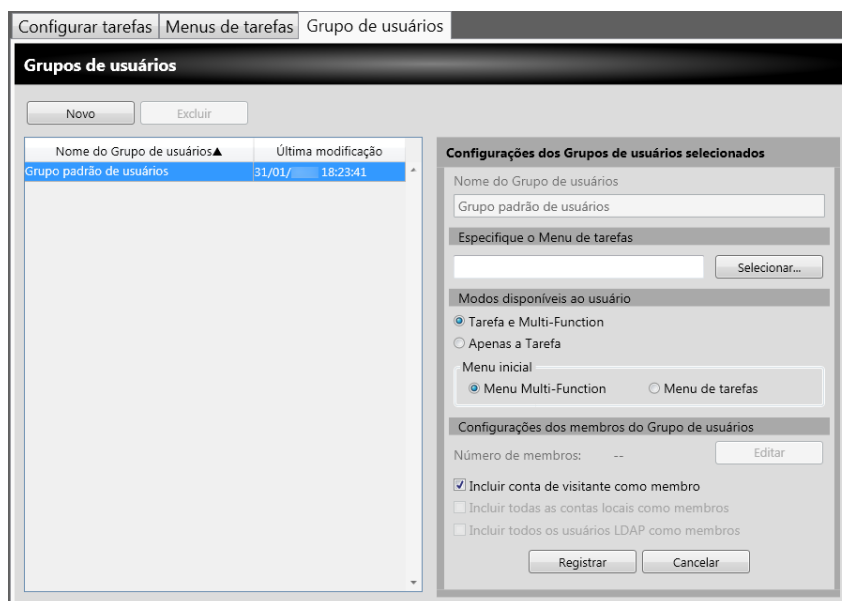 Configurar tarefas Menus de tarefas Grupo de usuários
Grupos de usuários
Novo Excluir
Nome do Grupo de usuários▲ Última modificação
Grupo padrão de usuários 31/01/ 18:23:41
Configurações dos Grupos de usuários selecionados
Nome do Grupo de usuários
Grupo padrão de usuários
Especifique o Menu de tarefas
Selecionar...
Modos disponíveis ao usuário
Tarefa e Multi-Function
Apenas a Tarefa
Menu inicial
Menu Multi-Function Menu de tarefas
Configurações dos membros do Grupo de usuários
Número de membros: -- Editar
Incluir conta de visitante como membro
Incluir todas as contas locais como membros
Incluir todos os usuários LDAP como membros
Registrar Cancelar